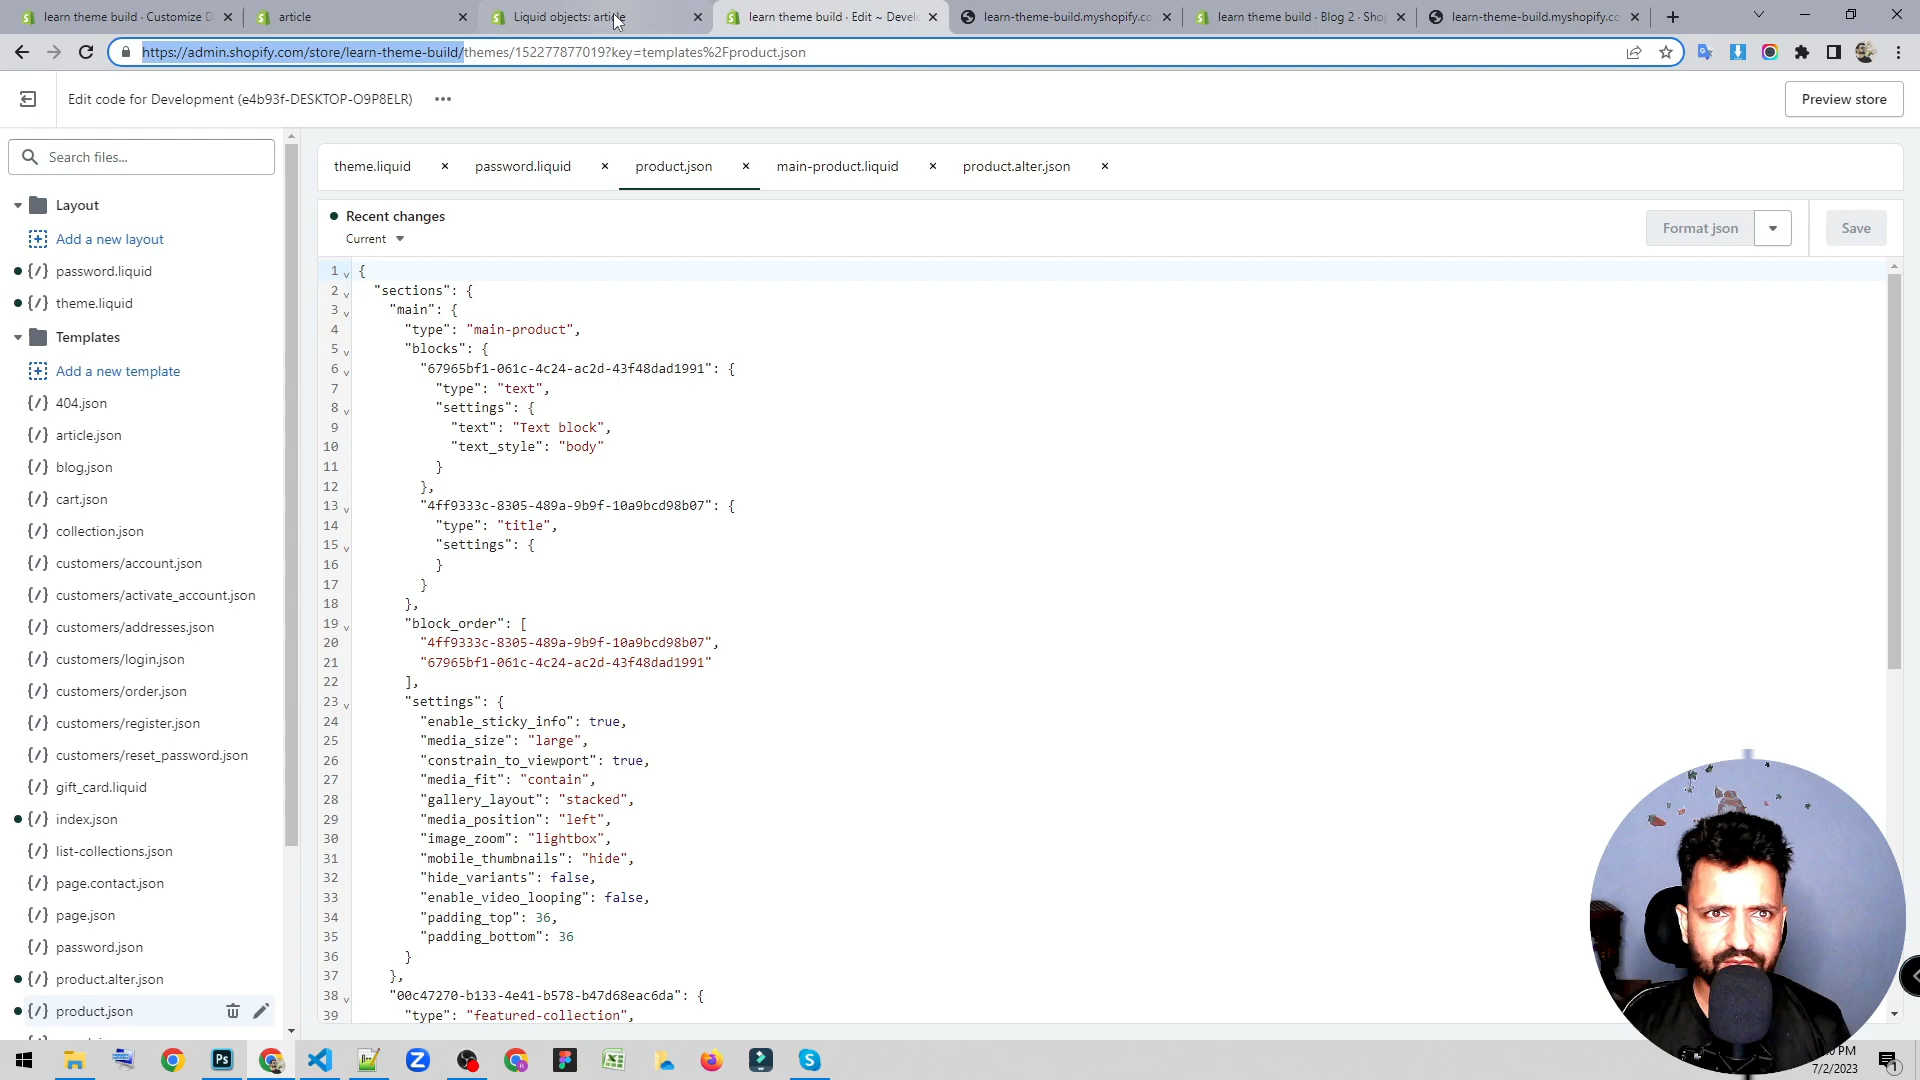 learn theme build · Customize D
article
Liquid objects: article
learn theme build · Edit ~ Devel
learn-theme-build.myshopify.co
learn theme build · Blog 2 · Shop
learn-theme-build.myshopify.co
https://admin.shopify.com/store/learn-theme-build/themes/152277877019?key=templates%2Fproduct.json
Edit code for Development (e4b93f-DESKTOP-O9P8ELR)
Preview store
Search files...
theme.liquid
password.liquid
product.json
main-product.liquid
product.alter.json
Layout
Add a new layout
password.liquid
theme.liquid
Templates
Add a new template
404.json
article.json
blog.json
cart.json
collection.json
customers/account.json
customers/activate_account.json
customers/addresses.json
customers/login.json
customers/order.json
customers/register.json
customers/reset_password.json
gift_card.liquid
index.json
list-collections.json
page.contact.json
page.json
password.json
product.alter.json
product.json
Recent changes
Current
Format json
Save
1 {
2 "sections": {
3 "main": {
4 "type": "main-product",
5 "blocks": {
6 "67965bf1-061c-4c24-ac2d-43f48dad1991": {
7 "type": "text",
8 "settings": {
9 "text": "Text block",
10 "text_style": "body"
11 }
12 },
13 "4ff9333c-8305-489a-9b9f-10a9bcd98b07": {
14 "type": "title",
15 "settings": {
16 }
17 }
18 },
19 "block_order": [
20 "4ff9333c-8305-489a-9b9f-10a9bcd98b07",
21 "67965bf1-061c-4c24-ac2d-43f48dad1991"
22 ],
23 "settings": {
24 "enable_sticky_info": true,
25 "media_size": "large",
26 "constrain_to_viewport": true,
27 "media_fit": "contain",
28 "gallery_layout": "stacked",
29 "media_position": "left",
30 "image_zoom": "lightbox",
31 "mobile_thumbnails": "hide",
32 "hide_variants": false,
33 "enable_video_looping": false,
34 "padding_top": 36,
35 "padding_bottom": 36
36 }
37 },
38 "00c47270-b133-4e41-b578-b47d68eac6da": {
39 "type": "featured-collection",
PM
7/2/2023